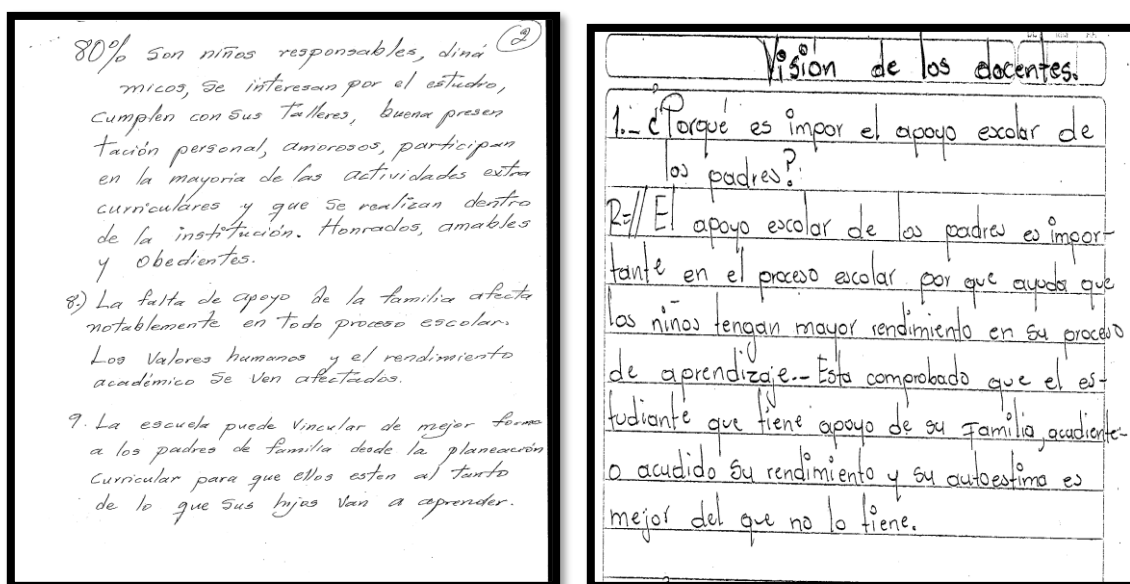 2
80% Son niños responsables, diná
micos, se interesan por el estudio,
cumplen con sus Talleres, buena presen
tación personal, amorosos, participan
en la mayoria de las actividades extra
curriculares y que se realizan dentro
de la institución. Honrados, amables
y obedientes.
8.) La falta de apoyo de la familia afecta
notablemente en todo proceso escolar.
Los Valores humanos y el rendimiento
académico se ven afectados.
9. La escuela puede Vincular de mejor forma
a los padres de familia desde la planeación
Curricular para que ellos esten al tanto
de lo que sus hijos van a aprender.
Visión de los docentes.
1.- ¿Porqué es impor el apoyo escolar de
los padres?
R=// El apoyo escolar de los padres es impor-
tante en el proceso escolar por que ayuda que
los niños tengan mayor rendimiento en su proceso
de aprendizaje.- Esta comprobado que el es-
tudiante que tiene apoyo de su familia, acudiente-
o acudido su rendimiento y su autoestima es
mejor del que no lo tiene.